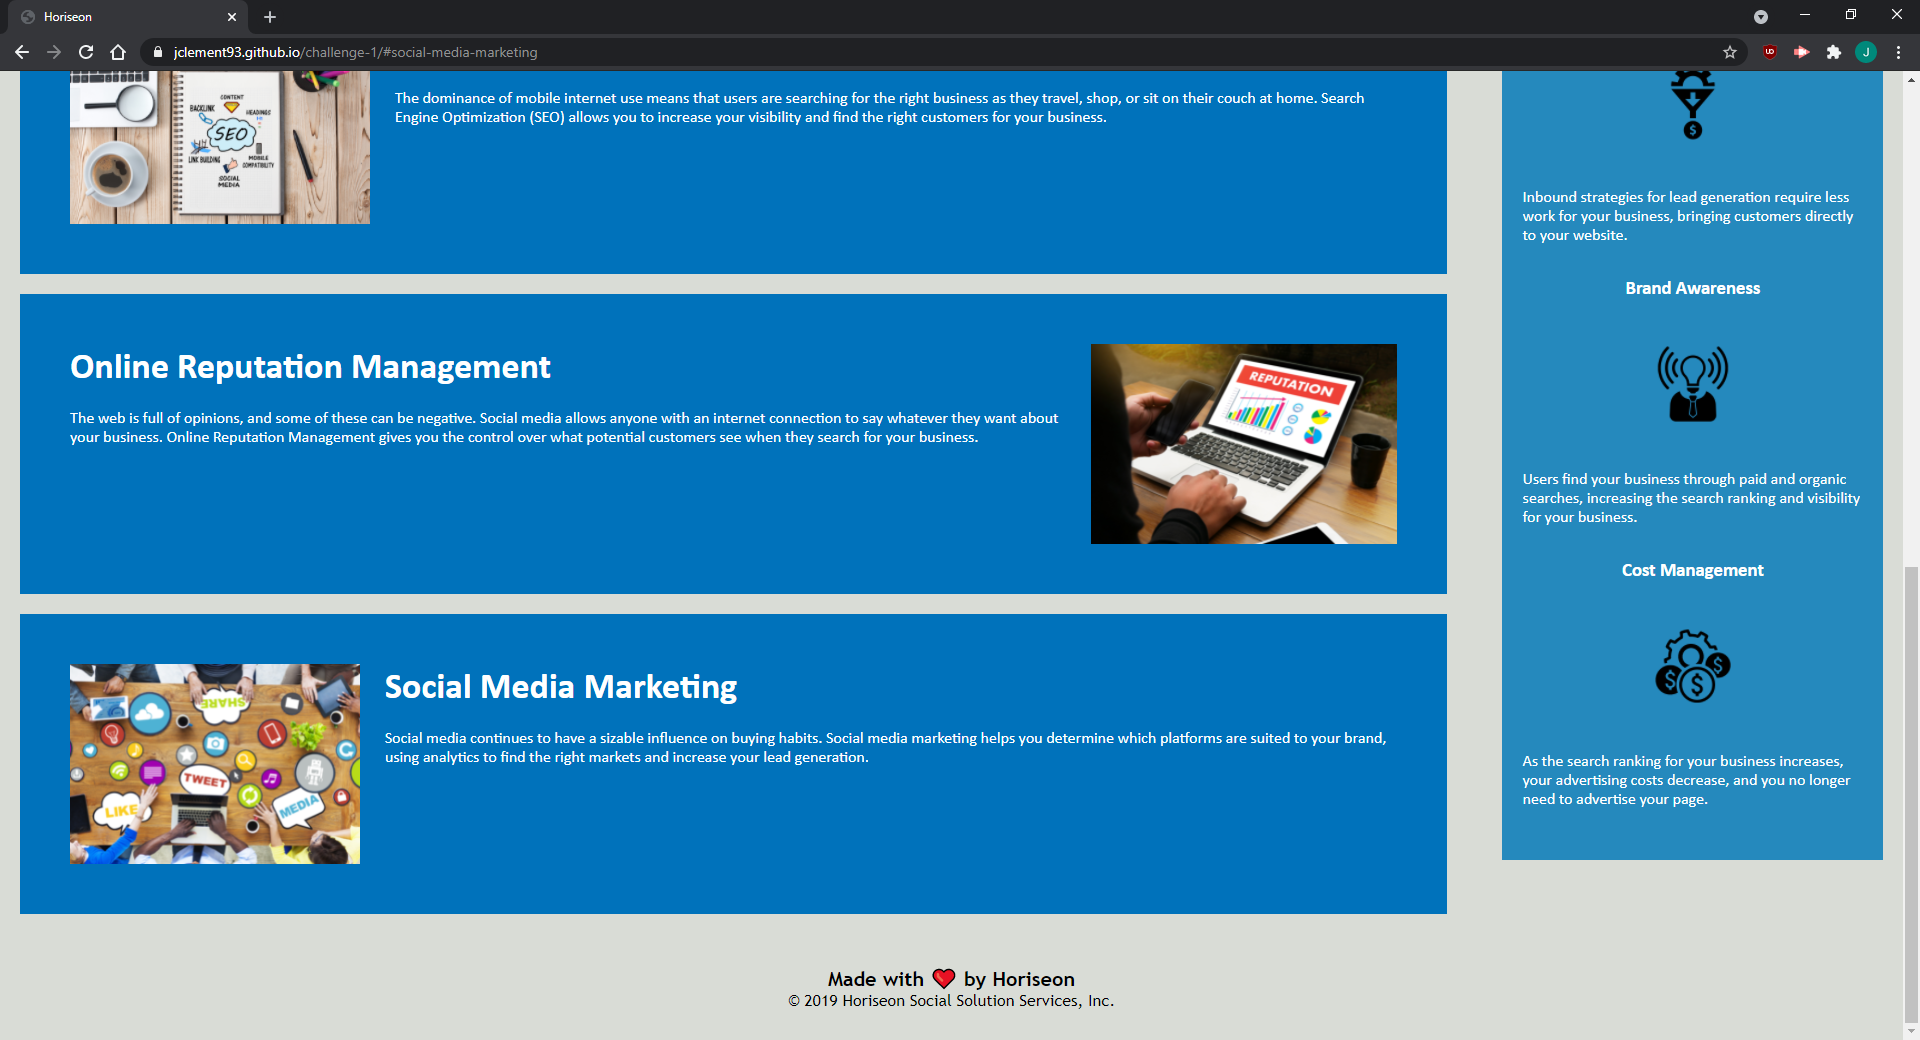 Horiseon
jclement93.github.io/challenge-1/#social-media-marketing
J
CONTENT
BACKLINK
HEADINGS
SEO
LINK BUILDING
MOBILE
COMPATIBILITY
SOCIAL
MEDIA
The dominance of mobile internet use means that users are searching for the right business as they travel, shop, or sit on their couch at home. Search
Engine Optimization (SEO) allows you to increase your visibility and find the right customers for your business.
Online Reputation Management
The web is full of opinions, and some of these can be negative. Social media allows anyone with an internet connection to say whatever they want about
your business. Online Reputation Management gives you the control over what potential customers see when they search for your business.
REPUTATION
SHARE
TWEET
LIKE
MEDIA
Social Media Marketing
Social media continues to have a sizable influence on buying habits. Social media marketing helps you determine which platforms are suited to your brand,
using analytics to find the right markets and increase your lead generation.
$
Inbound strategies for lead generation require less
work for your business, bringing customers directly
to your website.
Brand Awareness
Users find your business through paid and organic
searches, increasing the search ranking and visibility
for your business.
Cost Management
$
$ $
As the search ranking for your business increases,
your advertising costs decrease, and you no longer
need to advertise your page.
Made with ❤️ by Horiseon
© 2019 Horiseon Social Solution Services, Inc.